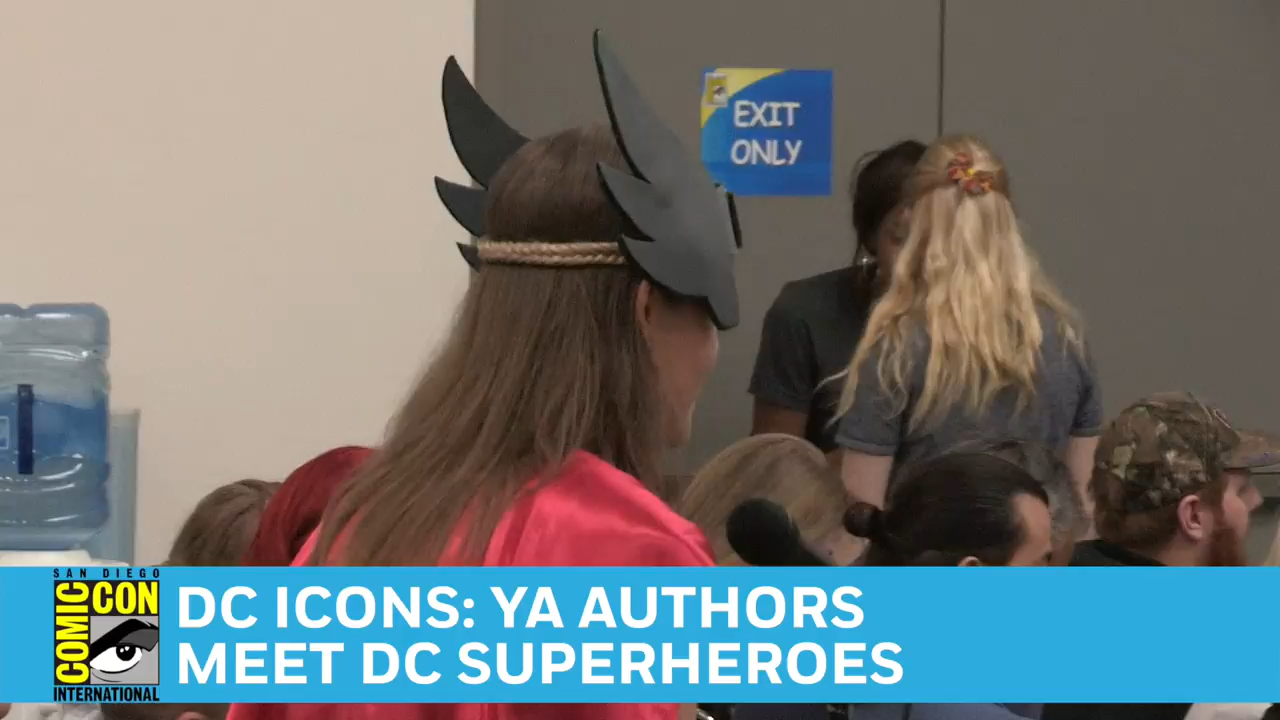 EXIT
ONLY
SAN DIEGO
COMIC
CON
INTERNATIONAL
DC ICONS: YA AUTHORS
MEET DC SUPERHEROES